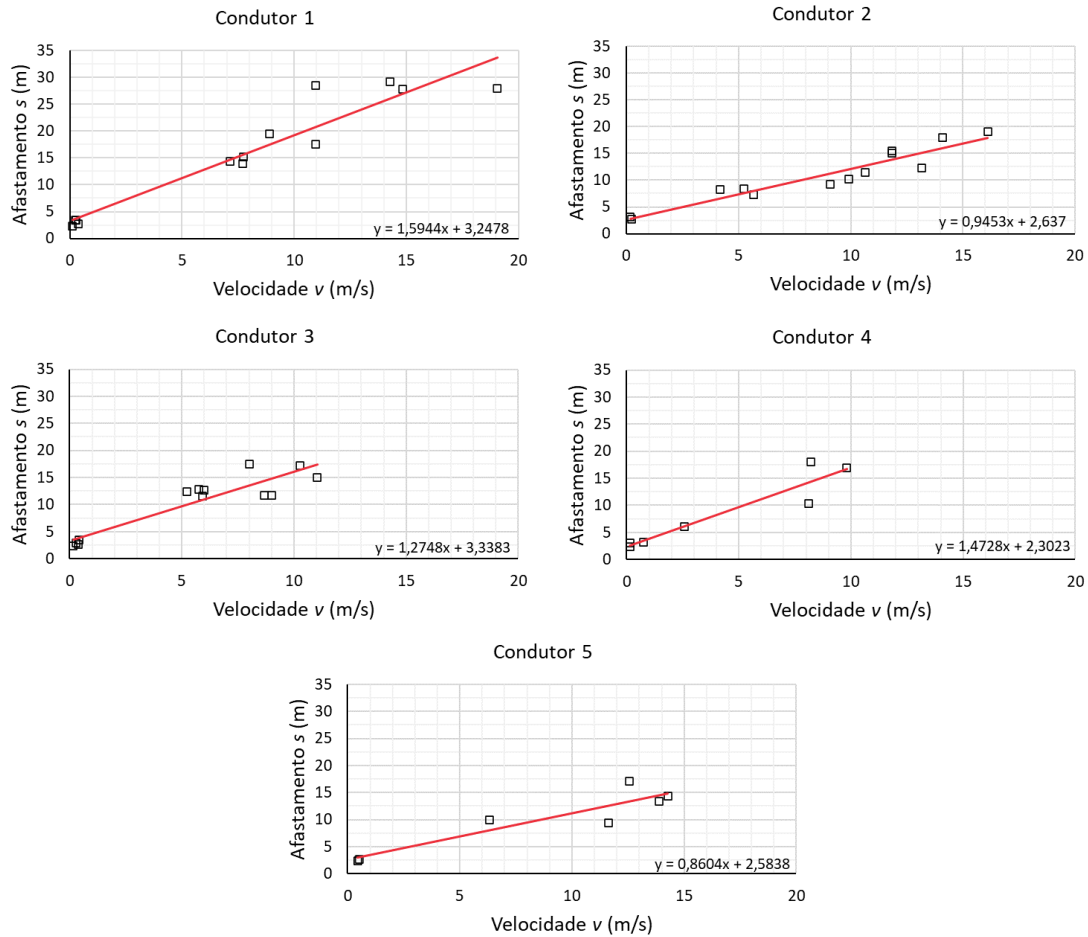 Condutor 1
Afastamento s (m)
35
30
25
20
15
10
5
0
y = 1,5944x + 3,2478
0 5 10 15 20
Velocidade v (m/s)
Condutor 2
Afastamento s (m)
35
30
25
20
15
10
5
0
y = 0,9453x + 2,637
0 5 10 15 20
Velocidade v (m/s)
Condutor 3
Afastamento s (m)
35
30
25
20
15
10
5
0
y = 1,2748x + 3,3383
0 5 10 15 20
Velocidade v (m/s)
Condutor 4
Afastamento s (m)
35
30
25
20
15
10
5
0
y = 1,4728x + 2,3023
0 5 10 15 20
Velocidade v (m/s)
Condutor 5
Afastamento s (m)
35
30
25
20
15
10
5
0
y = 0,8604x + 2,5838
0 5 10 15 20
Velocidade v (m/s)